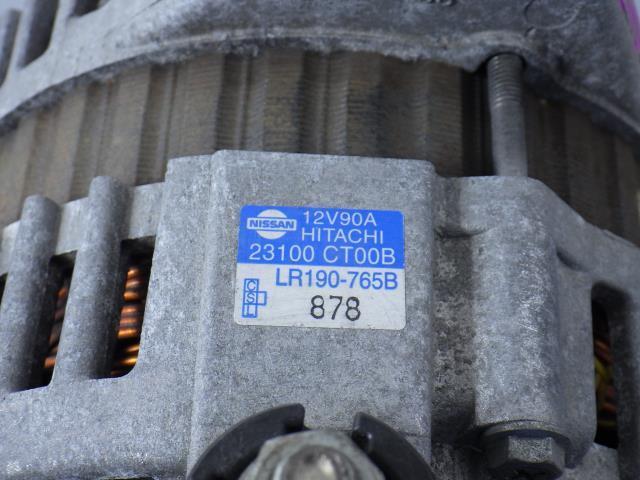 NISSAN 12V90A
HITACHI
23100 CT00B
LR190-765B
CSL
878